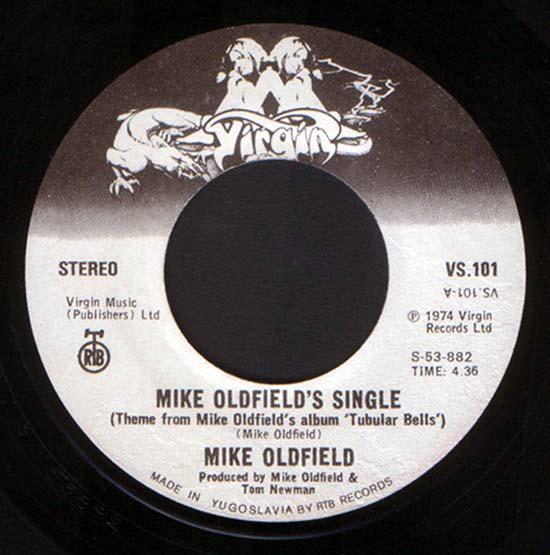 Virgin
STEREO
VS.101
VS.101-A
Virgin Music
(Publishers) Ltd
℗ 1974 Virgin
Records Ltd
RTB
S-53-882
TIME: 4.36
MIKE OLDFIELD'S SINGLE
(Theme from Mike Oldfield's album 'Tubular Bells')
(Mike Oldfield)
MIKE OLDFIELD
Produced by Mike Oldfield &
Tom Newman
MADE IN YUGOSLAVIA BY RTB RECORDS